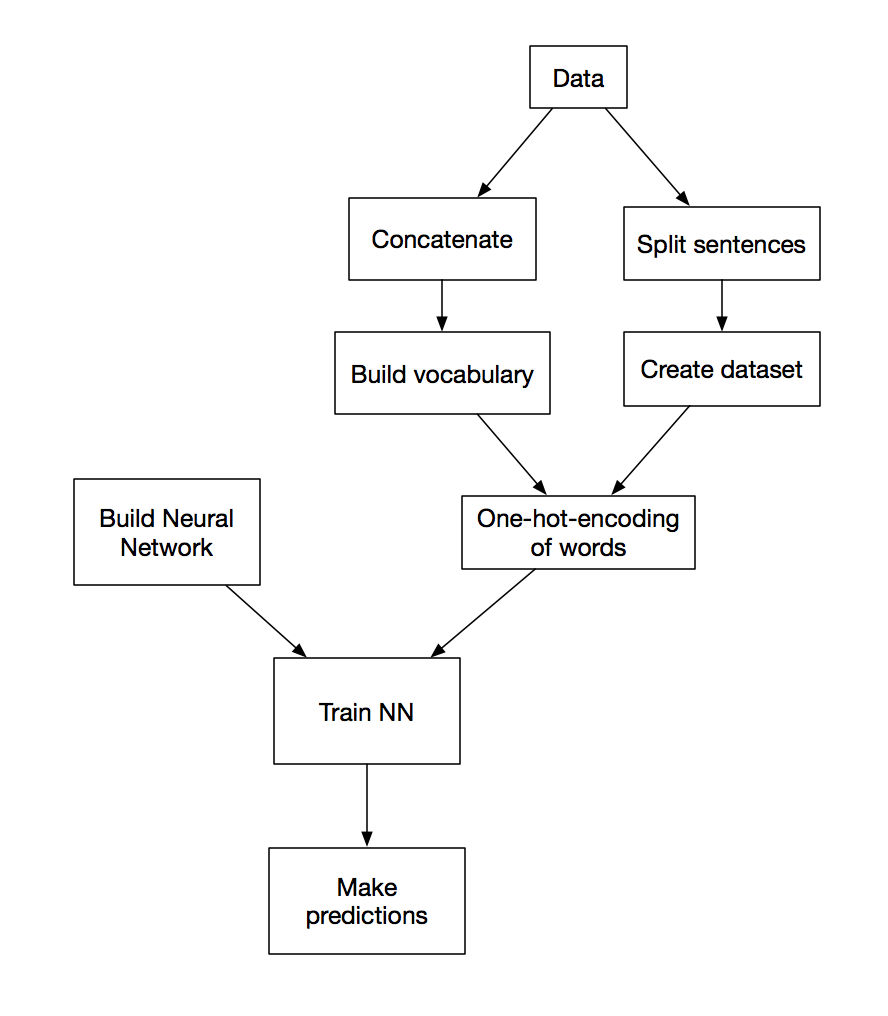 Data
Concatenate
Split sentences
Build vocabulary
Create dataset
Build Neural
Network
One-hot-encoding
of words
Train NN
Make
predictions